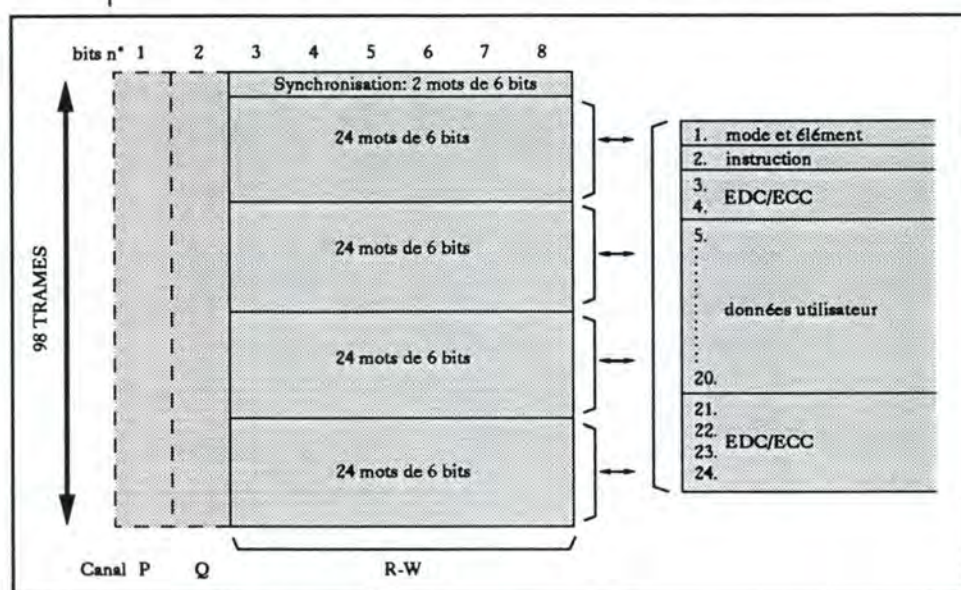 bits n° 1 2 3 4 5 6 7 8
Synchronisation: 2 mots de 6 bits
24 mots de 6 bits
24 mots de 6 bits
24 mots de 6 bits
24 mots de 6 bits
98 TRAMES
Canal P Q R-W
1. mode et élément
2. instruction
3.
4. EDC/ECC
5.
données utilisateur
20.
21.
22. EDC/ECC
23.
24.